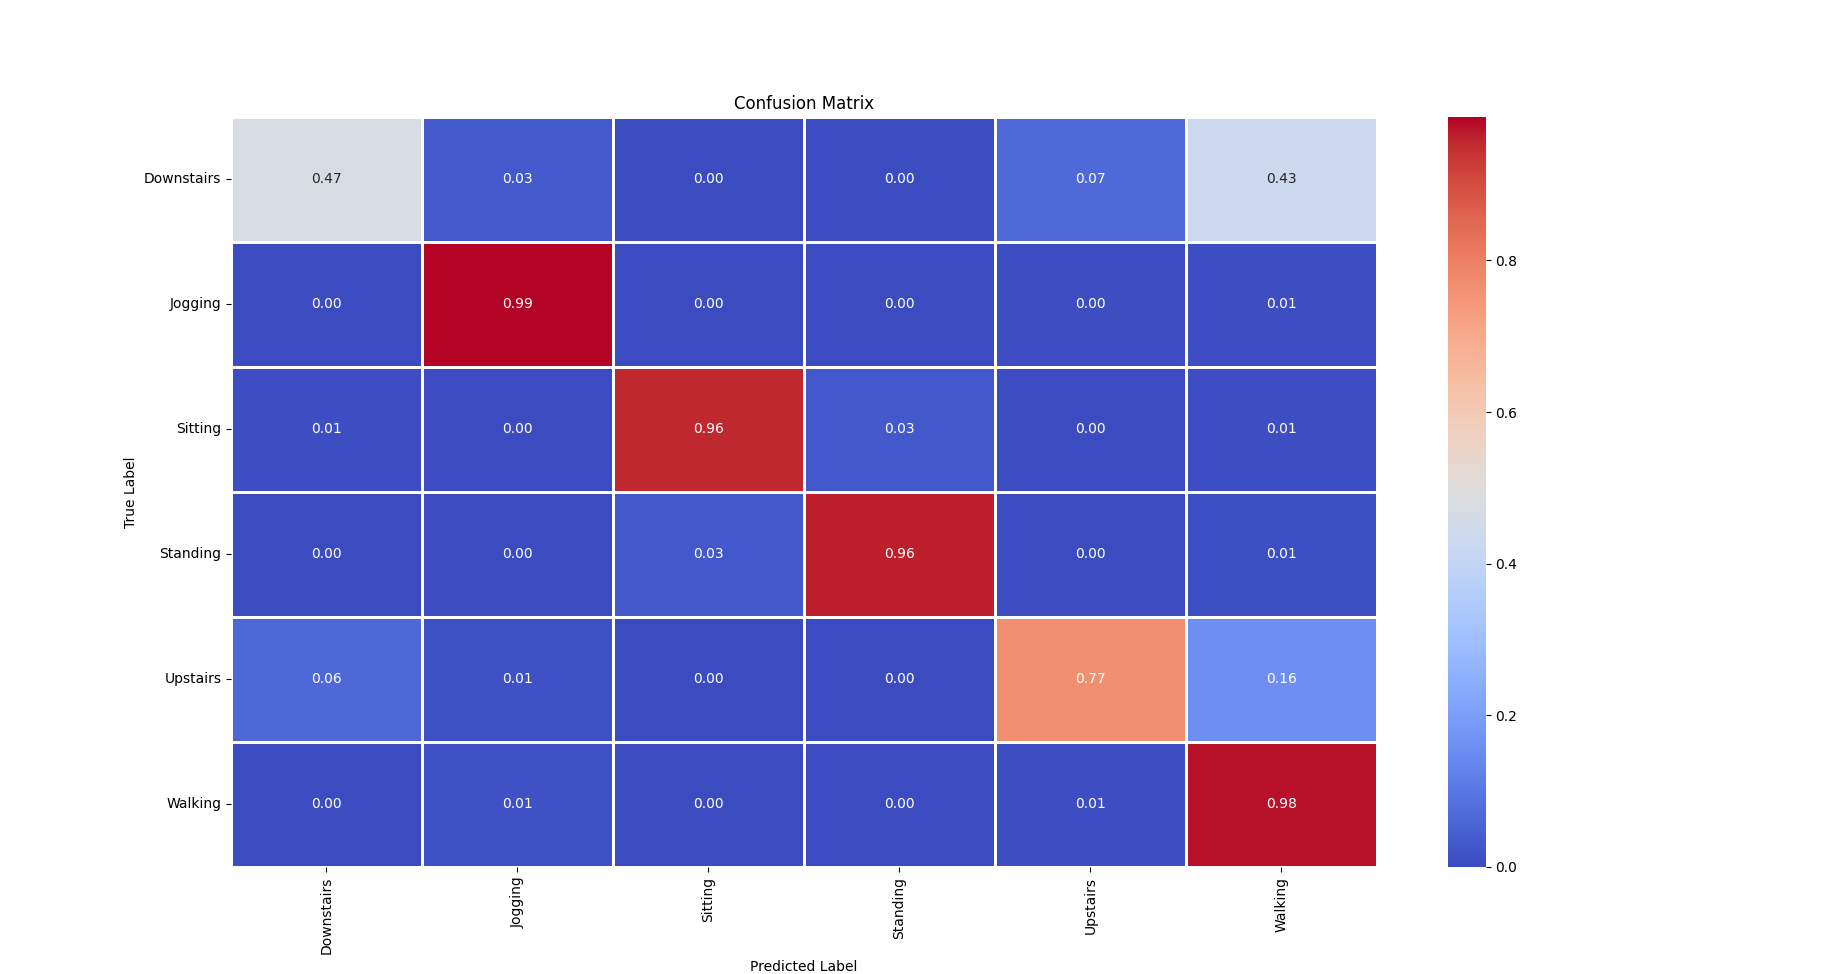 Confusion Matrix
True Label
Downstairs 0.47 0.03 0.00 0.00 0.07 0.43
Jogging 0.00 0.99 0.00 0.00 0.00 0.01
Sitting 0.01 0.00 0.96 0.03 0.00 0.01
Standing 0.00 0.00 0.03 0.96 0.00 0.01
Upstairs 0.06 0.01 0.00 0.00 0.77 0.16
Walking 0.00 0.01 0.00 0.00 0.01 0.98
Downstairs Jogging Sitting Standing Upstairs Walking
Predicted Label
0.8
0.6
0.4
0.2
0.0